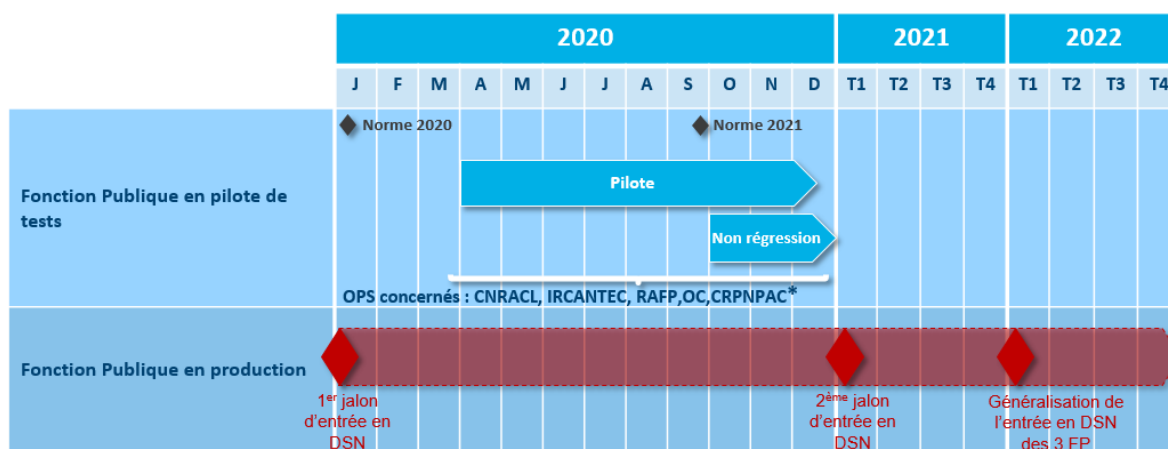 2020 2021 2022
J F M A M J J A S O N D T1 T2 T3 T4 T1 T2 T3 T4
Norme 2020 Norme 2021
Fonction Publique en pilote de
tests
Pilote
Non régression
OPS concernés : CNRACL, IRCANTEC, RAFP,OC,CRPNPAC*
Fonction Publique en production
1er jalon
d'entrée en
DSN
2ème jalon
d'entrée en
DSN
Généralisation de
l'entrée en DSN
des 3 FP